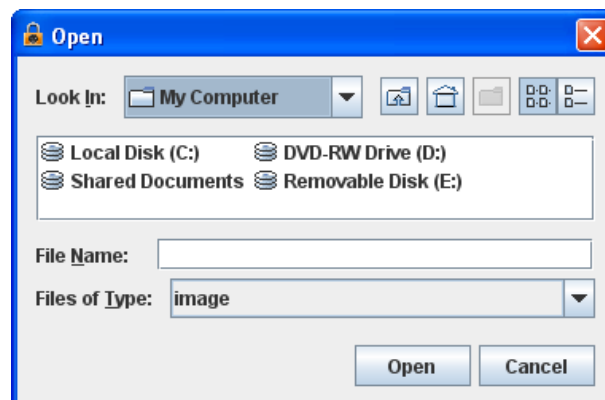 Open
Look In: My Computer
Local Disk (C:) DVD-RW Drive (D:)
Shared Documents Removable Disk (E:)
File Name:
Files of Type: image
Open Cancel